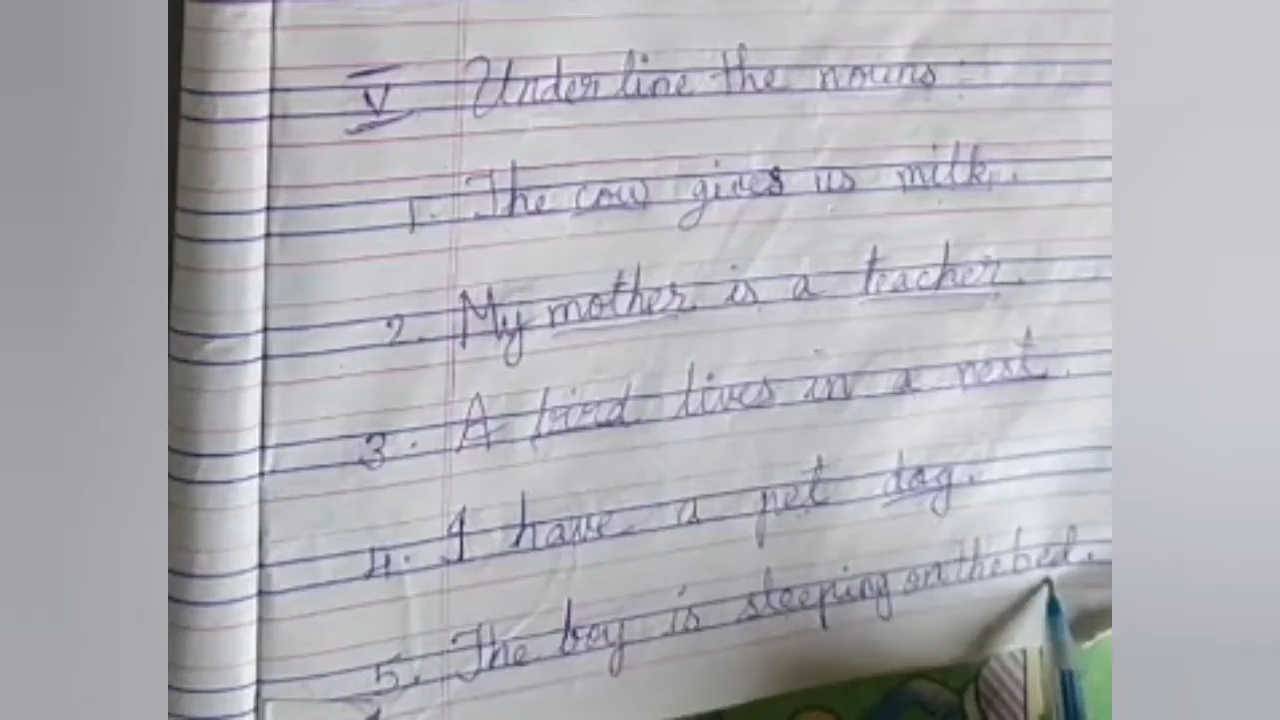 V Underline the nouns :
1. The cow gives us milk.
2. My mother is a teacher.
3. A bird lives in a nest.
4. I have a pet dog.
5. The boy is sleeping on the bed.